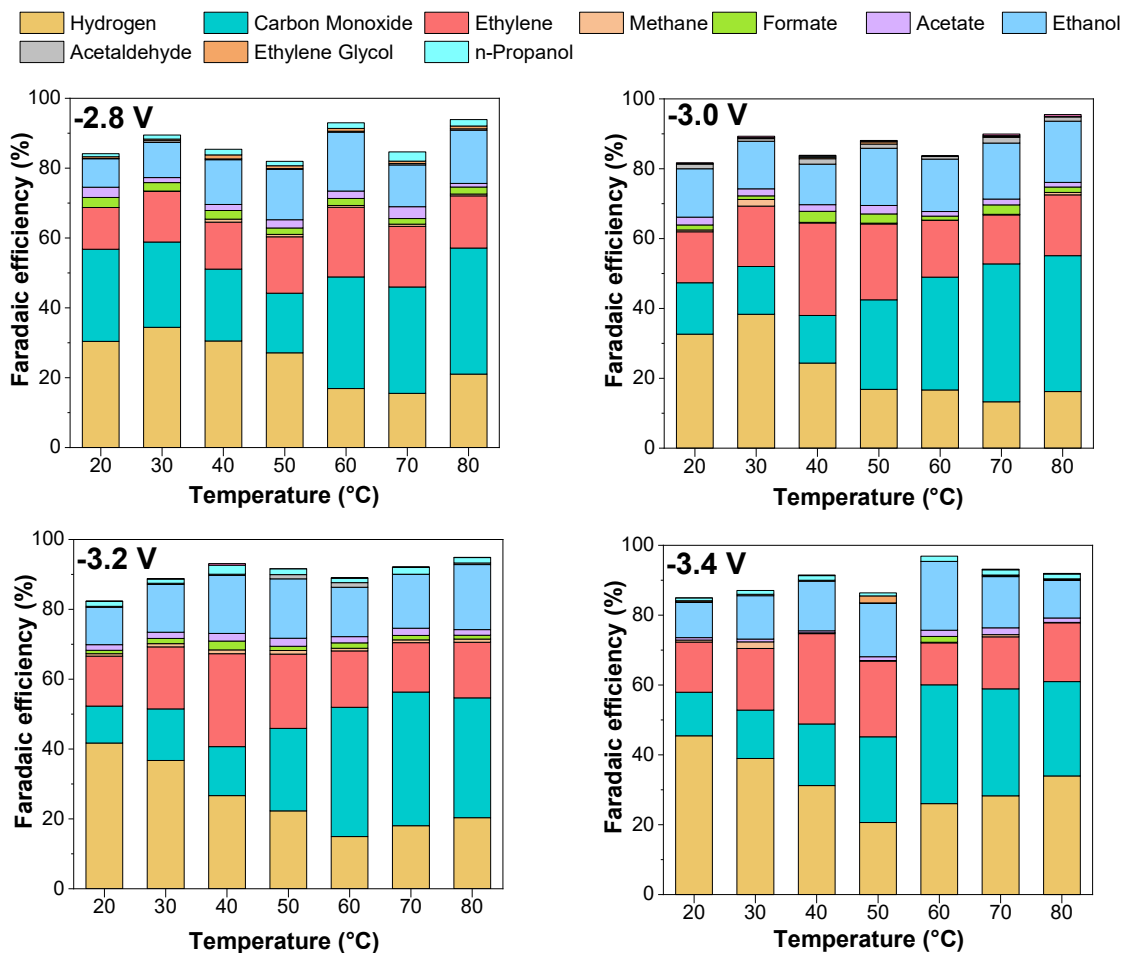 Hydrogen Carbon Monoxide Ethylene Methane Formate Acetate Ethanol
Acetaldehyde Ethylene Glycol n-Propanol
-2.8 V
Faradaic efficiency (%)
100
80
60
40
20
0
20 30 40 50 60 70 80
Temperature (°C)
-3.0 V
Faradaic efficiency (%)
100
80
60
40
20
0
20 30 40 50 60 70 80
Temperature (°C)
-3.2 V
Faradaic efficiency (%)
100
80
60
40
20
0
20 30 40 50 60 70 80
Temperature (°C)
-3.4 V
Faradaic efficiency (%)
100
80
60
40
20
0
20 30 40 50 60 70 80
Temperature (°C)